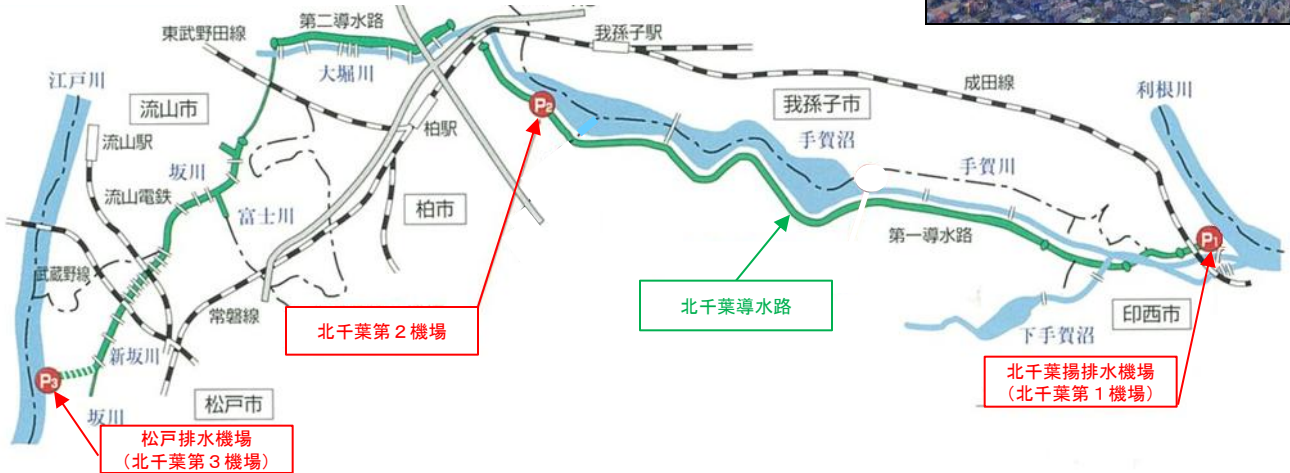 第二導水路
東武野田線
我孫子駅
大堀川
成田線
江戸川
利根川
流山市
我孫子市
P2
流山駅
柏駅
手賀沼
坂川
手賀川
流山電鉄
富士川
柏市
第一導水路
P1
武蔵野線
北千葉導水路
常磐線
北千葉第2機場
印西市
下手賀沼
新坂川
北千葉揚排水機場
(北千葉第1機場)
P3
松戸市
坂川
松戸排水機場
(北千葉第3機場)